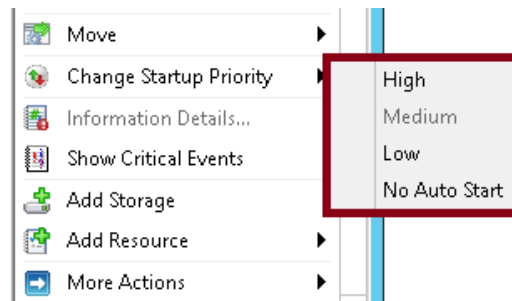 Move
Change Startup Priority
Information Details...
Show Critical Events
Add Storage
Add Resource
More Actions
High
Medium
Low
No Auto Start